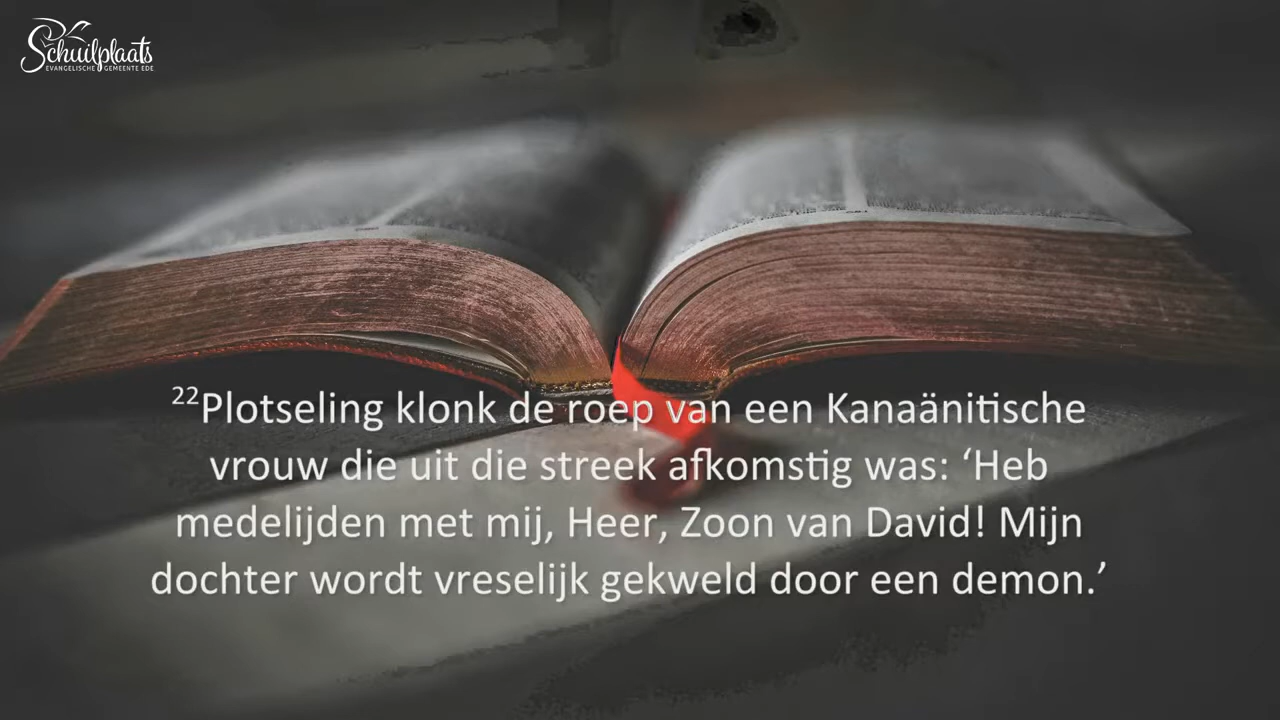 Schuilplaats
EVANGELISCHE GEMEENTE EDE
22Plotseling klonk de roep van een Kanaänitische
vrouw die uit die streek afkomstig was: ‘Heb
medelijden met mij, Heer, Zoon van David! Mijn
dochter wordt vreselijk gekweld door een demon.’